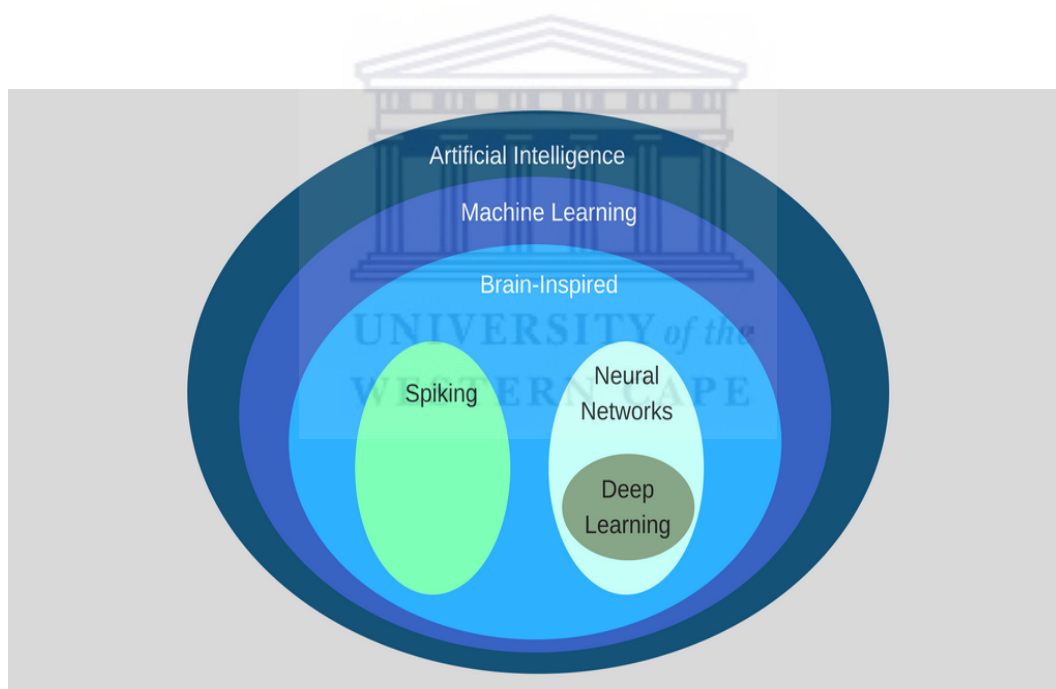 Artificial Intelligence
Machine Learning
Brain-Inspired
UNIVERSITY of the
WESTERN CAPE
Spiking
Neural
Networks
Deep
Learning